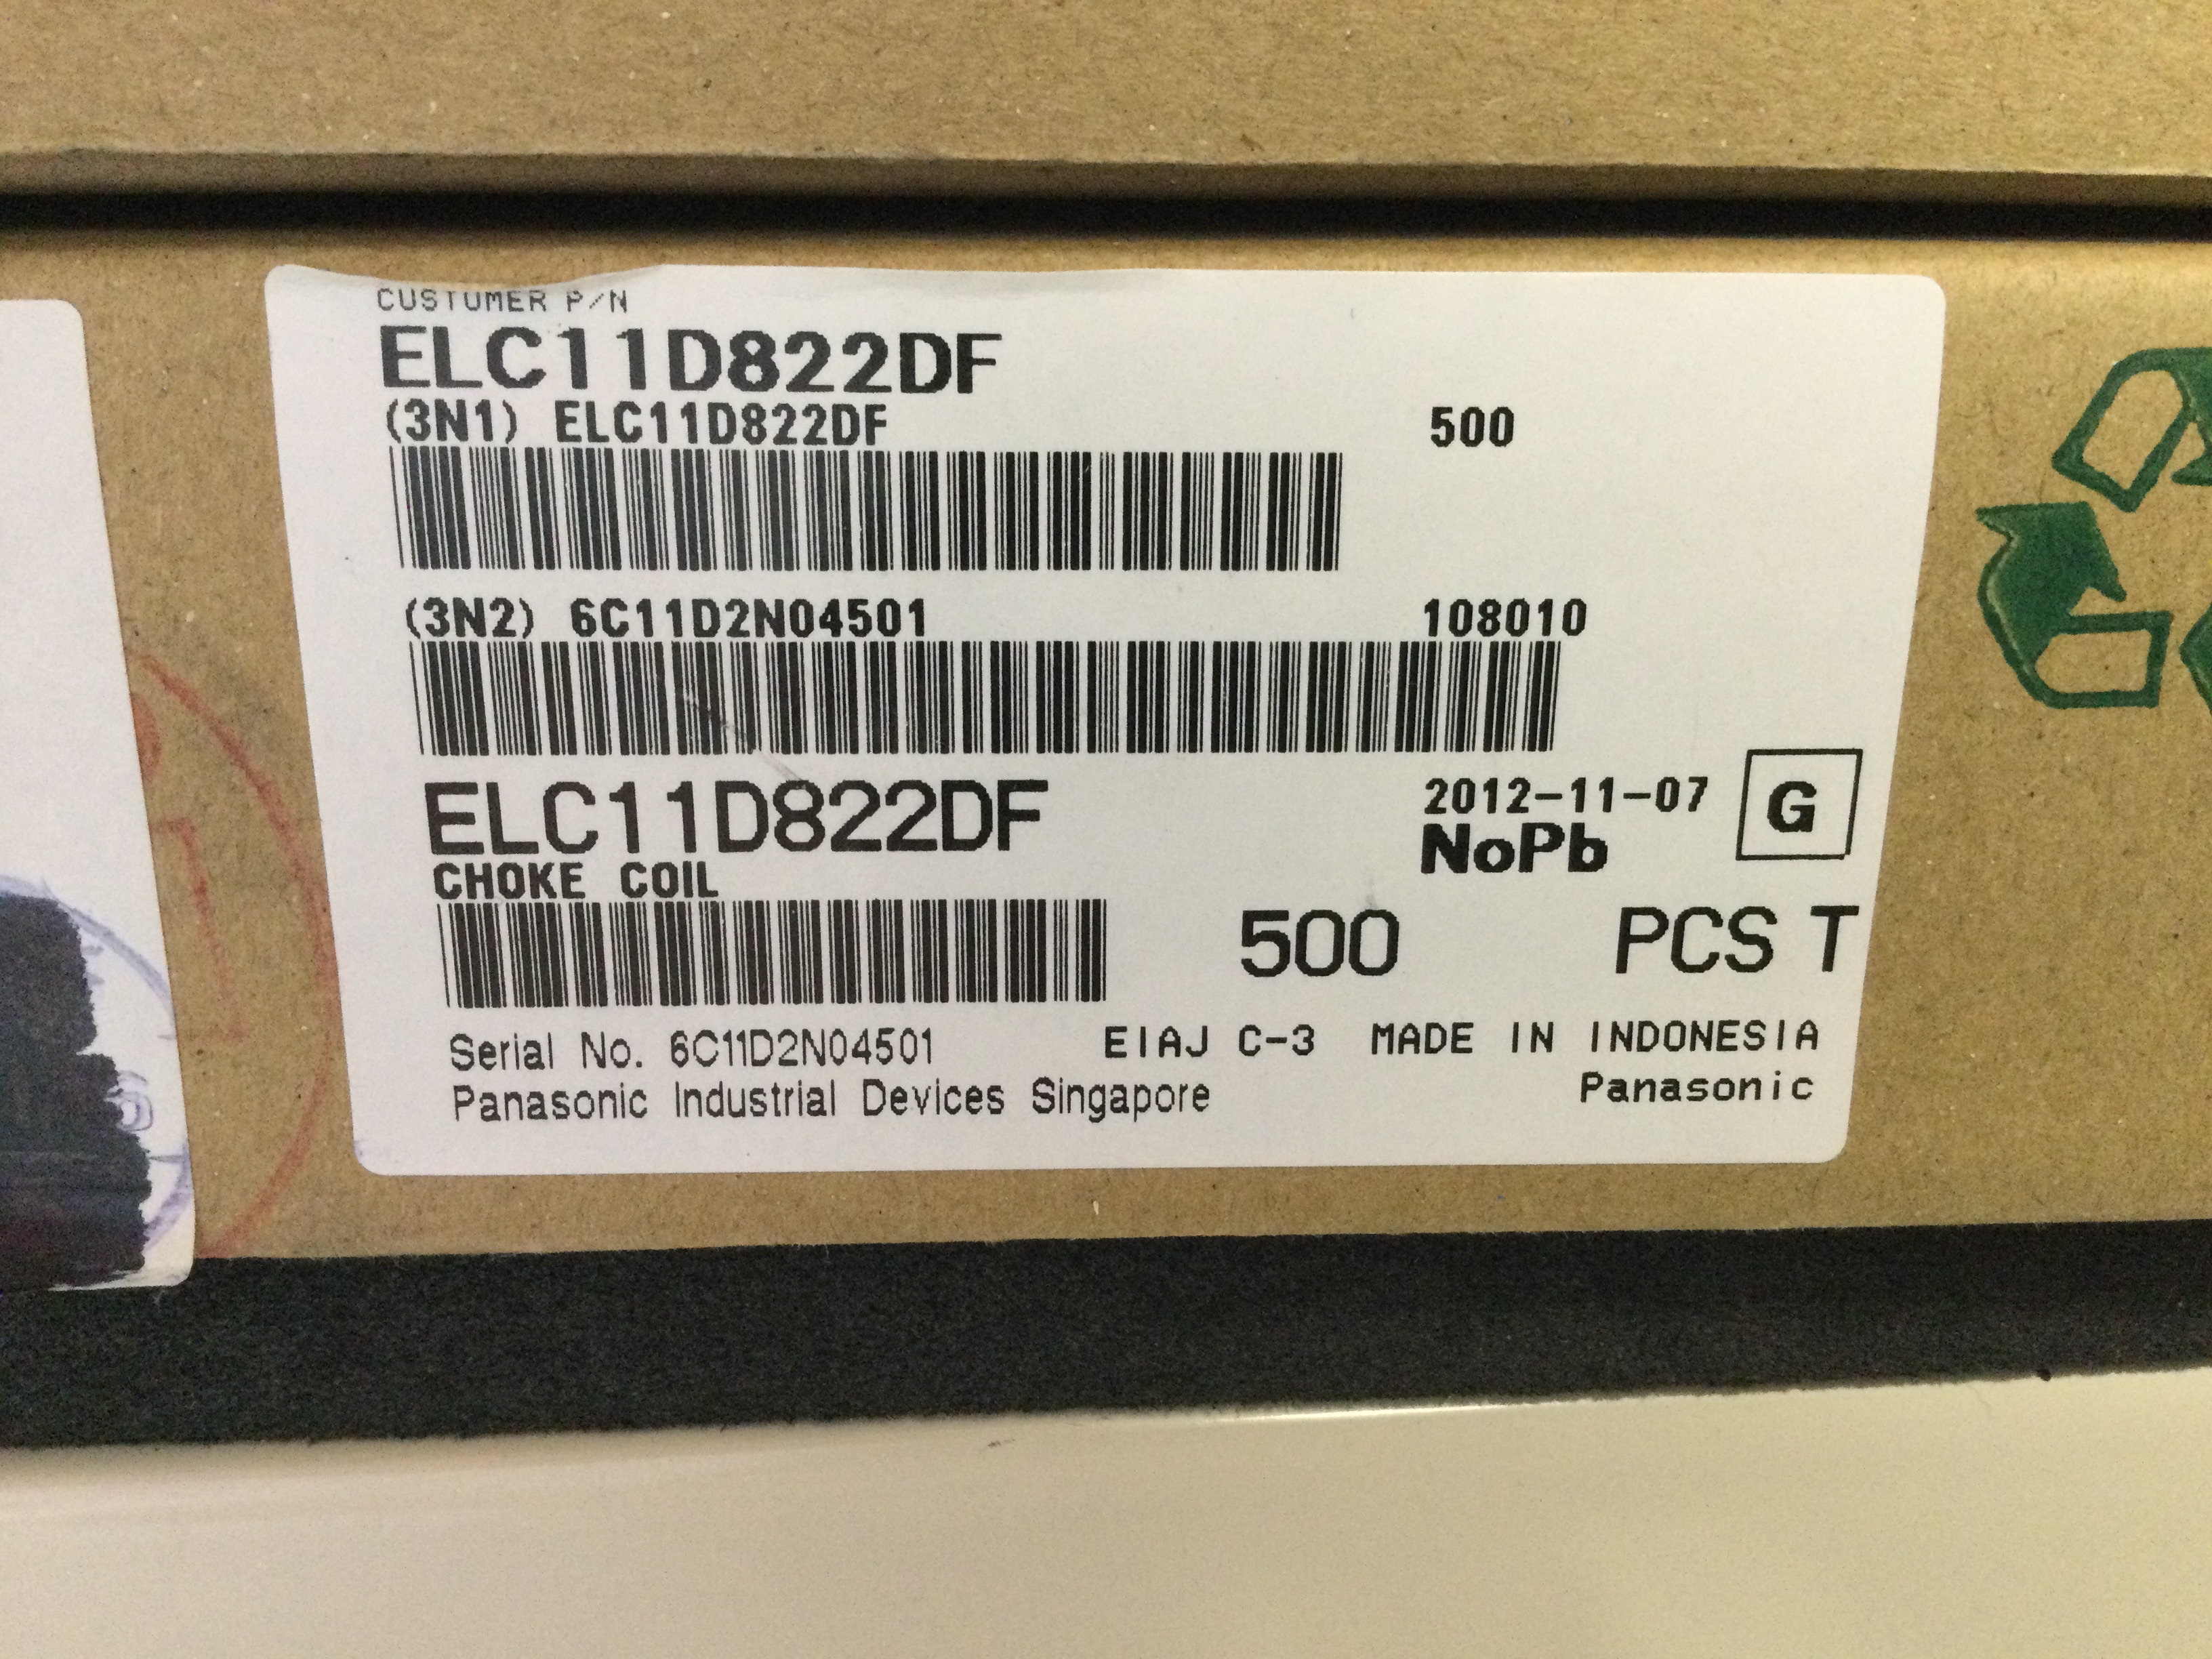 CUSTOMER P/N
ELC11D822DF
(3N1) ELC11D822DF 500
(3N2) 6C11D2N04501 108010
ELC11D822DF 2012-11-07 G
CHOKE COIL NoPb
500 PCS T
Serial No. 6C11D2N04501 EIAJ C-3 MADE IN INDONESIA
Panasonic Industrial Devices Singapore Panasonic